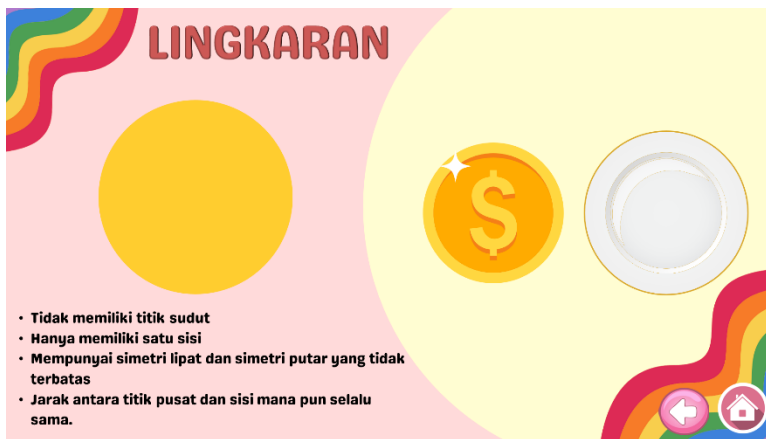 LINGKARAN
$
• Tidak memiliki titik sudut
• Hanya memiliki satu sisi
• Mempunyai simetri lipat dan simetri putar yang tidak
terbatas
• Jarak antara titik pusat dan sisi mana pun selalu
sama.